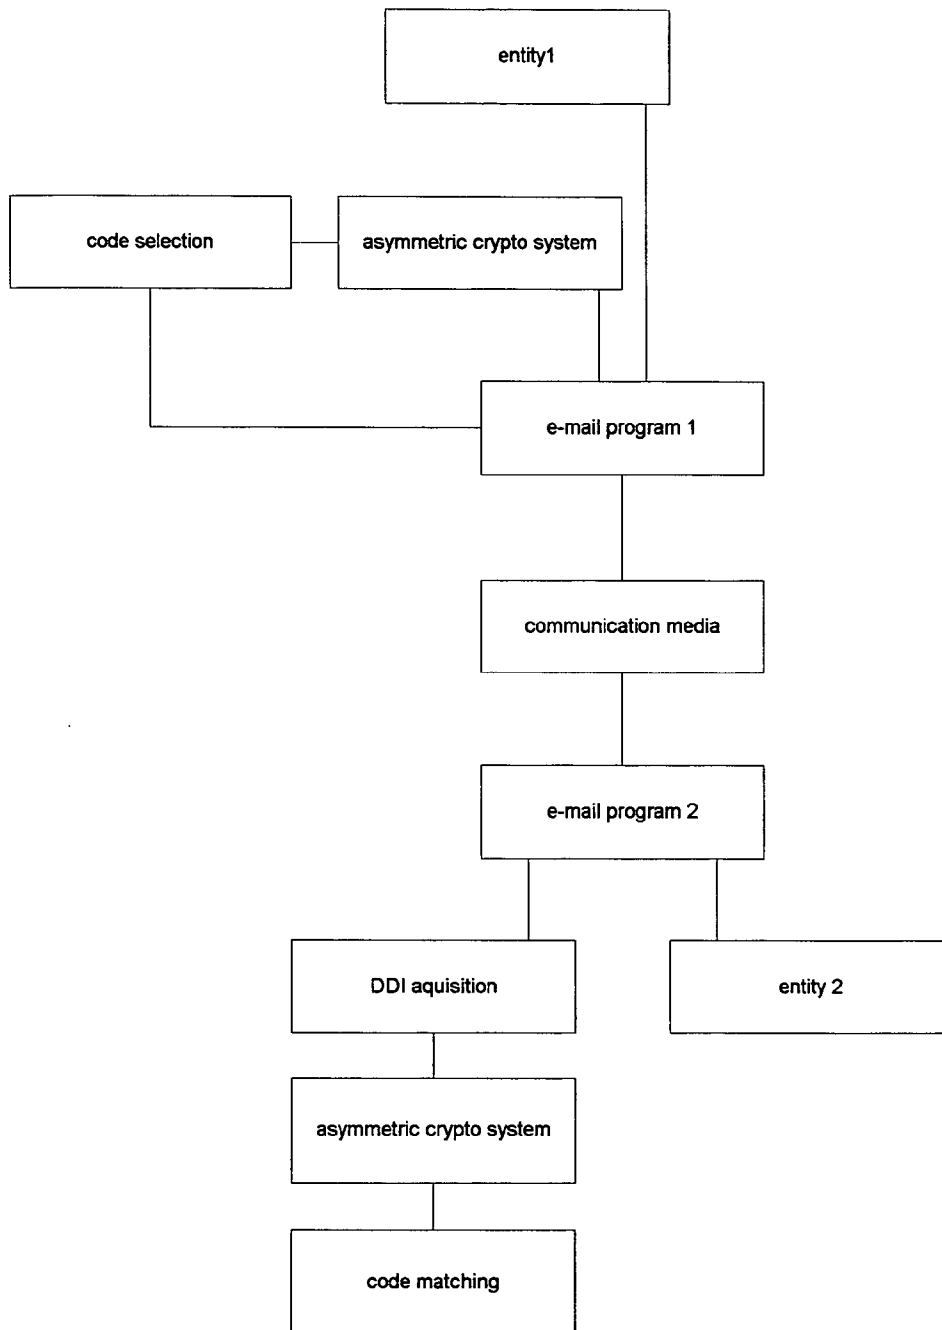 entity1
code selection
asymmetric crypto system
e-mail program 1
communication media
e-mail program 2
DDI aquisition
entity 2
asymmetric crypto system
code matching